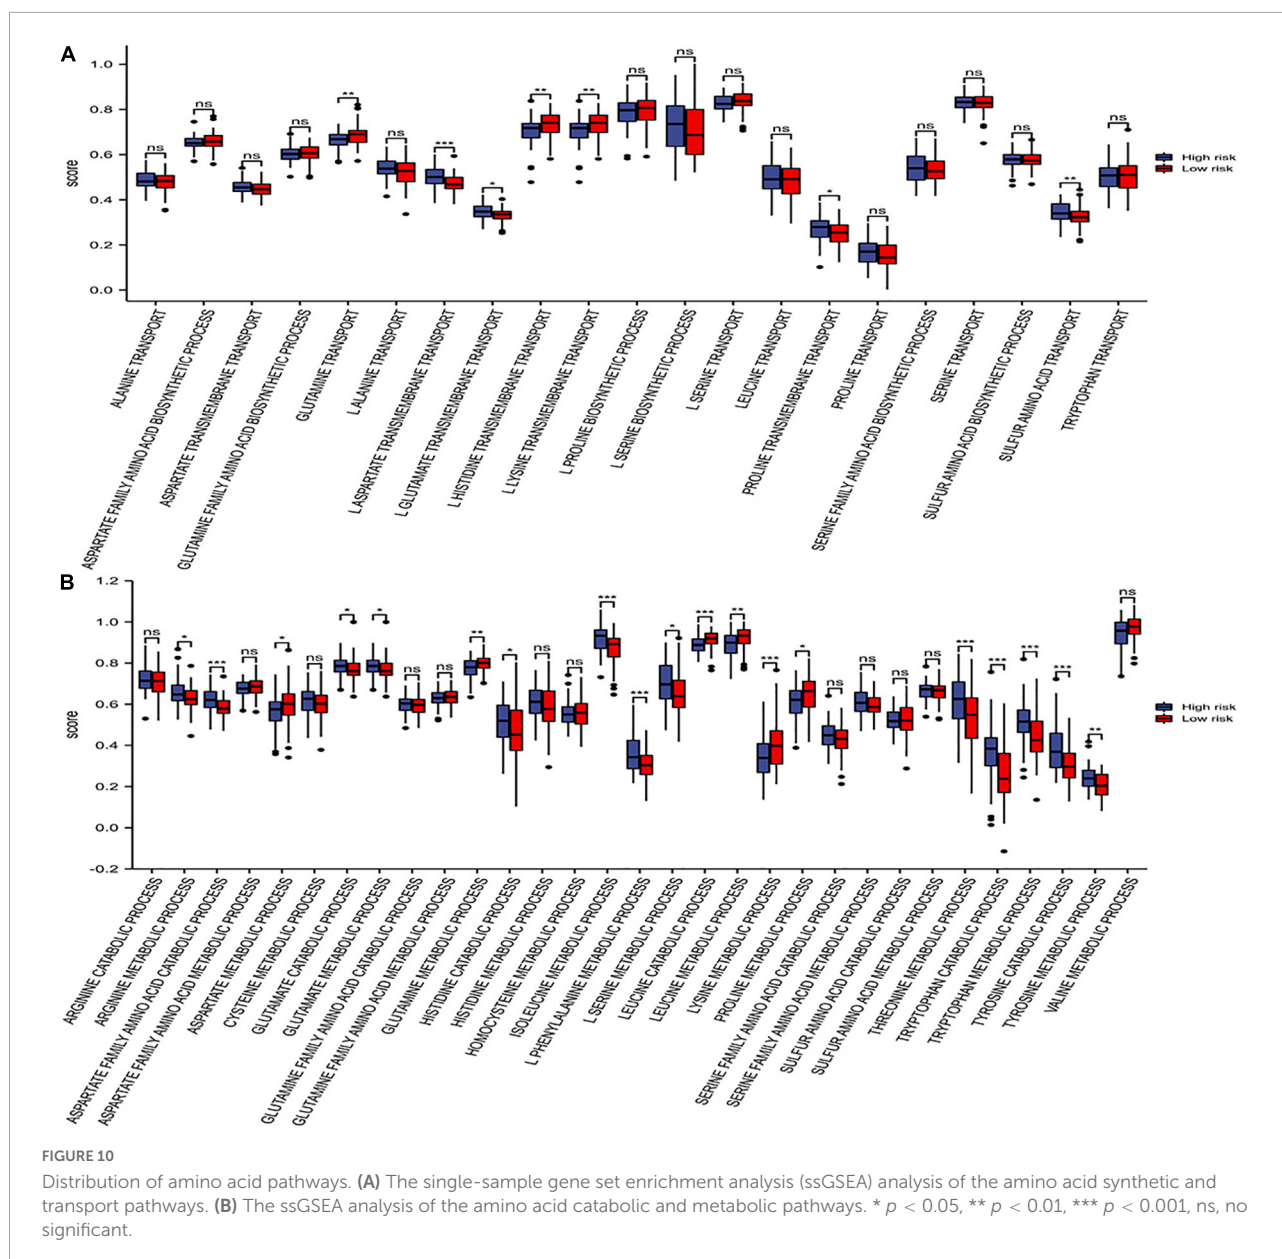 A
ns ns ns ns ** ns *** * ** ** ns ns ns ns * ns ns ns ns ** ns
1.0
0.8
0.6
0.4
0.2
0.0
score
High risk
Low risk
ALANINE TRANSPORT
ASPARTATE FAMILY AMINO ACID BIOSYNTHETIC PROCESS
ASPARTATE TRANSMEMBRANE TRANSPORT
GLUTAMINE FAMILY AMINO ACID BIOSYNTHETIC PROCESS
GLUTAMINE TRANSPORT
L ALANINE TRANSPORT
L ASPARTATE TRANSMEMBRANE TRANSPORT
L GLUTAMATE TRANSMEMBRANE TRANSPORT
L HISTIDINE TRANSMEMBRANE TRANSPORT
L LYSINE TRANSMEMBRANE TRANSPORT
L PROLINE BIOSYNTHETIC PROCESS
L SERINE BIOSYNTHETIC PROCESS
L SERINE TRANSPORT
LEUCINE TRANSPORT
PROLINE TRANSMEMBRANE TRANSPORT
PROLINE TRANSPORT
SERINE FAMILY AMINO ACID BIOSYNTHETIC PROCESS
SERINE TRANSPORT
SULFUR AMINO ACID BIOSYNTHETIC PROCESS
SULFUR AMINO ACID TRANSPORT
TRYPTOPHAN TRANSPORT
B
ns * *** ns * ns * * ns ns ** * ns ns *** *** * *** ** *** * ns ns ns ns *** *** *** *** ** ns
1.2
1.0
0.8
0.6
0.4
0.2
0.0
-0.2
score
High risk
Low risk
ARGININE CATABOLIC PROCESS
ARGININE METABOLIC PROCESS
ASPARTATE FAMILY AMINO ACID CATABOLIC PROCESS
ASPARTATE FAMILY AMINO ACID METABOLIC PROCESS
ASPARTATE METABOLIC PROCESS
CYSTEINE METABOLIC PROCESS
GLUTAMATE CATABOLIC PROCESS
GLUTAMATE METABOLIC PROCESS
GLUTAMINE FAMILY AMINO ACID CATABOLIC PROCESS
GLUTAMINE FAMILY AMINO ACID METABOLIC PROCESS
GLUTAMINE METABOLIC PROCESS
HISTIDINE CATABOLIC PROCESS
HISTIDINE METABOLIC PROCESS
HOMOCYSTEINE METABOLIC PROCESS
ISOLEUCINE METABOLIC PROCESS
L PHENYLALANINE METABOLIC PROCESS
L SERINE METABOLIC PROCESS
LEUCINE CATABOLIC PROCESS
LEUCINE METABOLIC PROCESS
LYSINE METABOLIC PROCESS
PROLINE METABOLIC PROCESS
SERINE FAMILY AMINO ACID CATABOLIC PROCESS
SERINE FAMILY AMINO ACID METABOLIC PROCESS
SULFUR AMINO ACID CATABOLIC PROCESS
SULFUR AMINO ACID METABOLIC PROCESS
THREONINE METABOLIC PROCESS
TRYPTOPHAN CATABOLIC PROCESS
TRYPTOPHAN METABOLIC PROCESS
TYROSINE CATABOLIC PROCESS
TYROSINE METABOLIC PROCESS
VALINE METABOLIC PROCESS
FIGURE 10
Distribution of amino acid pathways. (A) The single-sample gene set enrichment analysis (ssGSEA) analysis of the amino acid synthetic and
transport pathways. (B) The ssGSEA analysis of the amino acid catabolic and metabolic pathways. * p < 0.05, ** p < 0.01, *** p < 0.001, ns, no
significant.